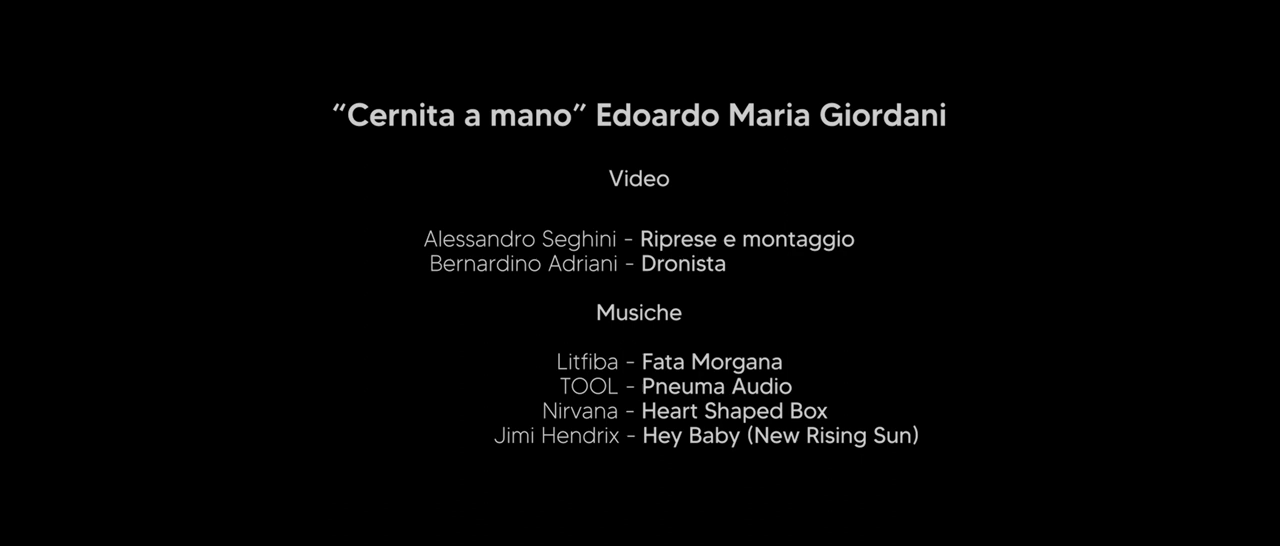 “Cernita a mano” Edoardo Maria Giordani
Video
Alessandro Seghini - Riprese e montaggio
Bernardino Adriani - Dronista
Musiche
Litfiba - Fata Morgana
TOOL - Pneuma Audio
Nirvana - Heart Shaped Box
Jimi Hendrix - Hey Baby (New Rising Sun)